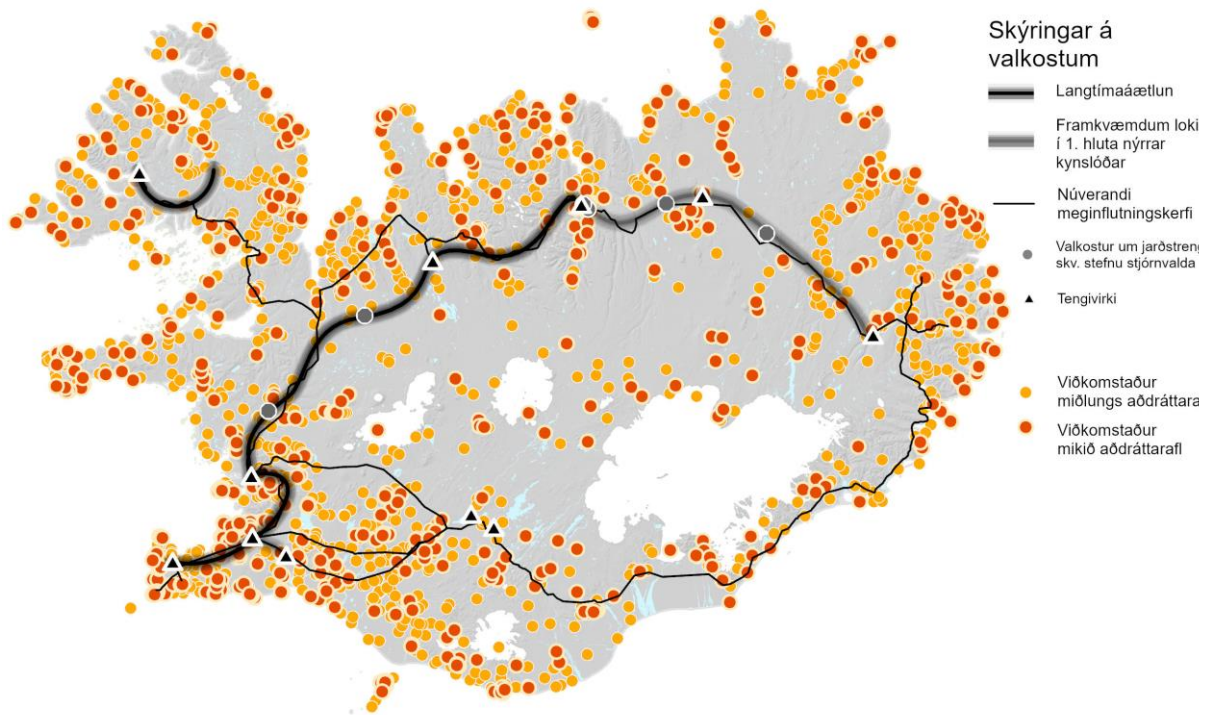 Skýringar á
valkostum
Langtímaáætlun
Framkvæmdum loki
í 1. hluta nýrrar
kynslóðar
Núverandi
meginflutningskerfi
Valkostur um jarðstreng
skv. stefnu stjórnvalda
Tengivirki
Viðkomstaður
miðlungs aðdráttara
Viðkomstaður
mikið aðdráttarafl